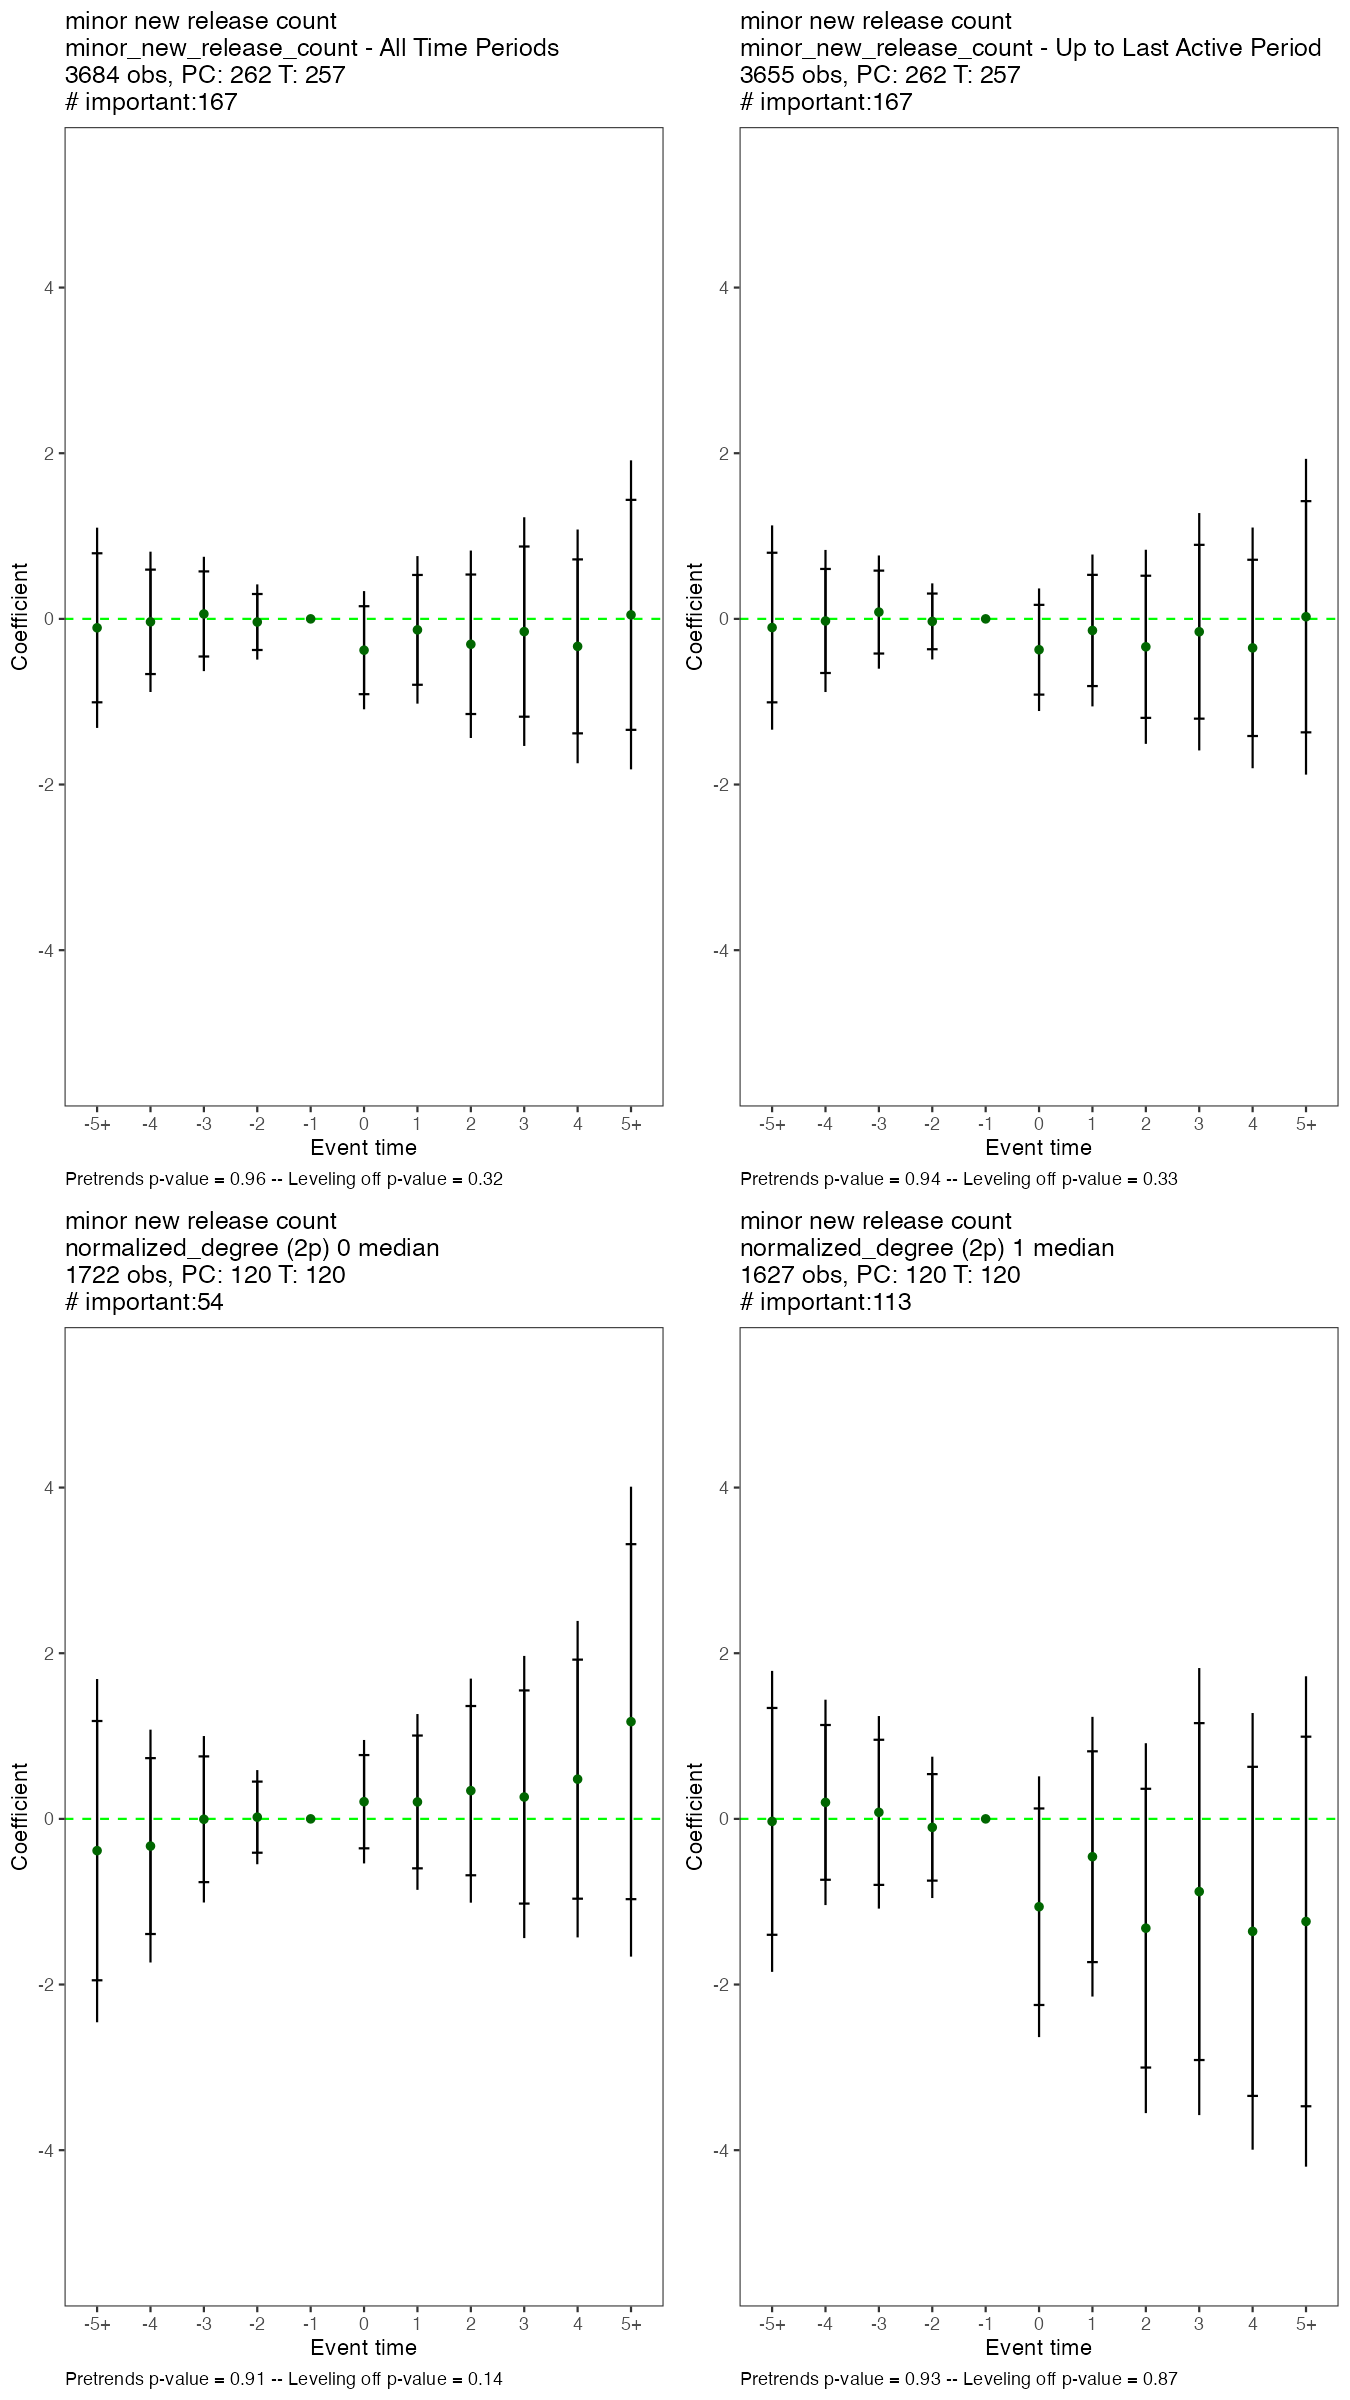 minor new release count
minor_new_release_count - All Time Periods
3684 obs, PC: 262 T: 257
# important:167
4
2
0
-2
-4
Coefficient
-5+ -4 -3 -2 -1 0 1 2 3 4 5+
Event time
Pretrends p-value = 0.96 -- Leveling off p-value = 0.32
minor new release count
minor_new_release_count - Up to Last Active Period
3655 obs, PC: 262 T: 257
# important:167
4
2
0
-2
-4
Coefficient
-5+ -4 -3 -2 -1 0 1 2 3 4 5+
Event time
Pretrends p-value = 0.94 -- Leveling off p-value = 0.33
minor new release count
normalized_degree (2p) 0 median
1722 obs, PC: 120 T: 120
# important:54
4
2
0
-2
-4
Coefficient
-5+ -4 -3 -2 -1 0 1 2 3 4 5+
Event time
Pretrends p-value = 0.91 -- Leveling off p-value = 0.14
minor new release count
normalized_degree (2p) 1 median
1627 obs, PC: 120 T: 120
# important:113
4
2
0
-2
-4
Coefficient
-5+ -4 -3 -2 -1 0 1 2 3 4 5+
Event time
Pretrends p-value = 0.93 -- Leveling off p-value = 0.87